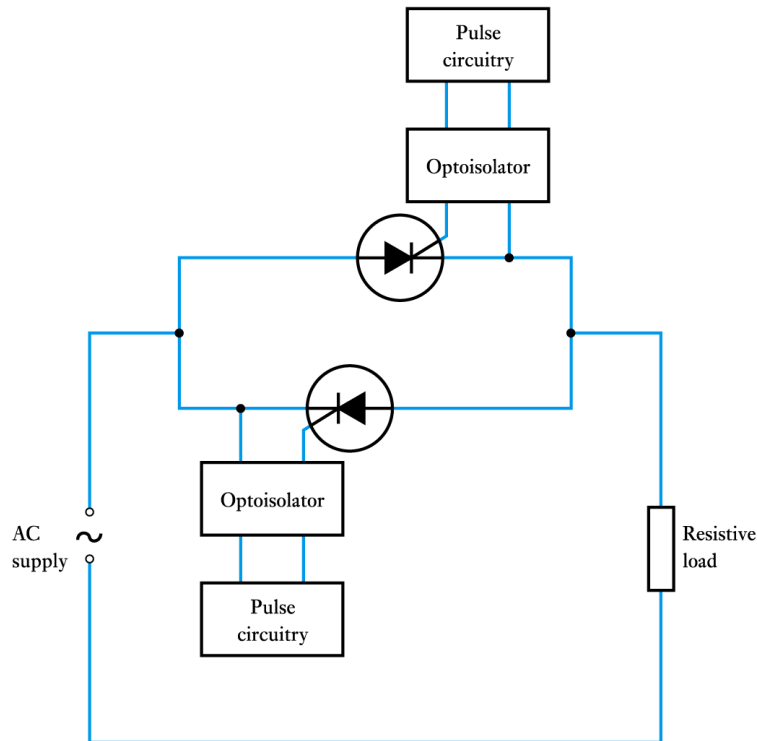 Pulse
circuitry
Optoisolator
Optoisolator
AC
supply
Resistive
load
Pulse
circuitry